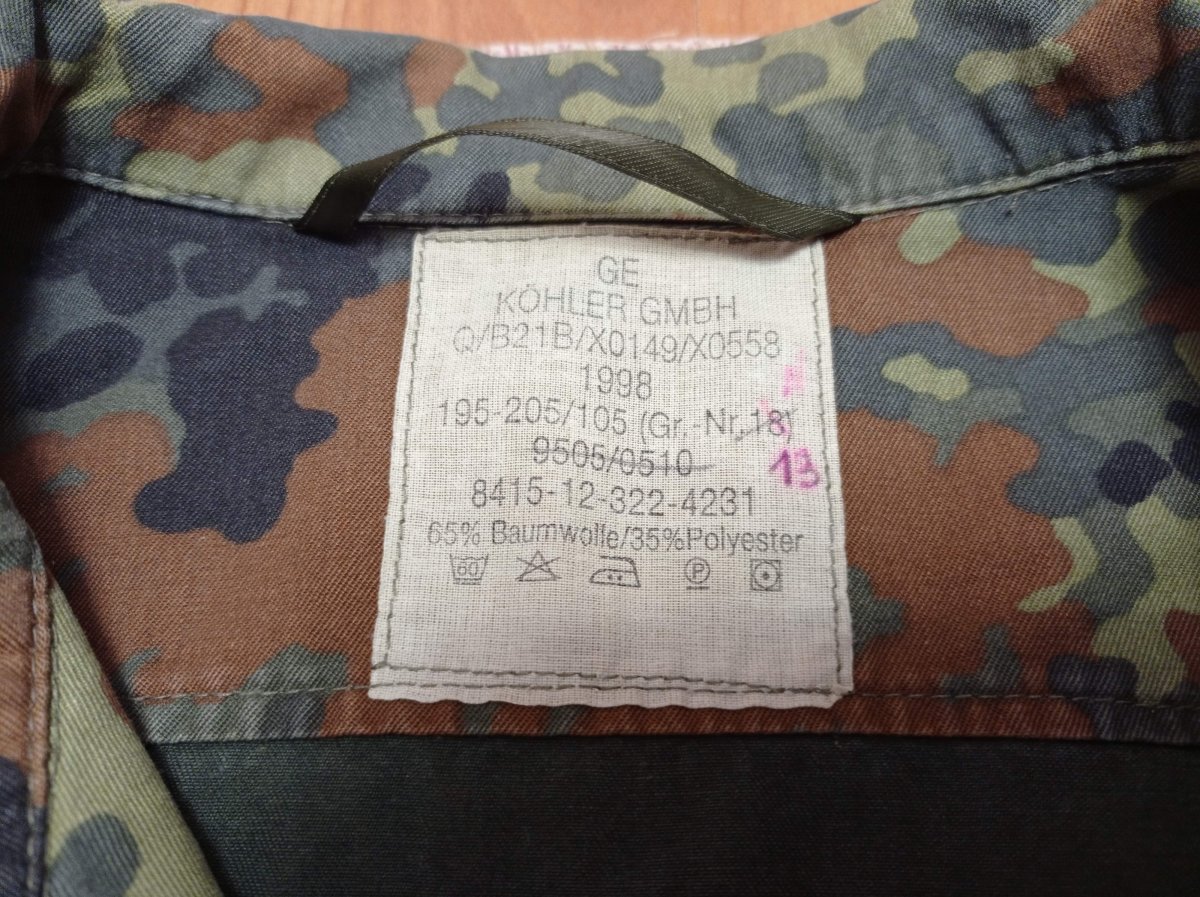 GE
KÖHLER GMBH
Q/B21B/X0149/X0558
1998
195-205/105 (Gr.-Nr. 18)
9505/0510
13
8415-12-322-4231
65% Baumwolle/35%Polyester
60
P